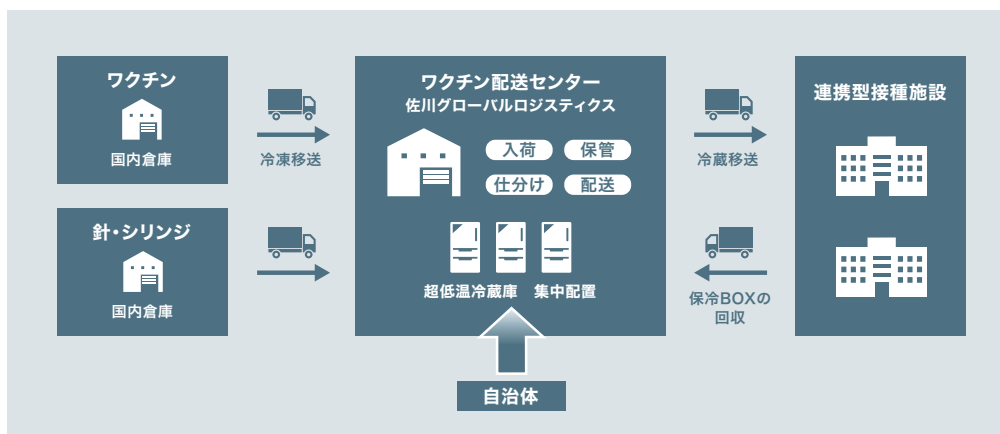 ワクチン
国内倉庫
冷凍移送
針・シリンジ
国内倉庫
ワクチン配送センター
佐川グローバルロジスティクス
入荷
保管
仕分け
配送
超低温冷蔵庫 集中配置
自治体
冷蔵移送
保冷BOXの
回収
連携型接種施設